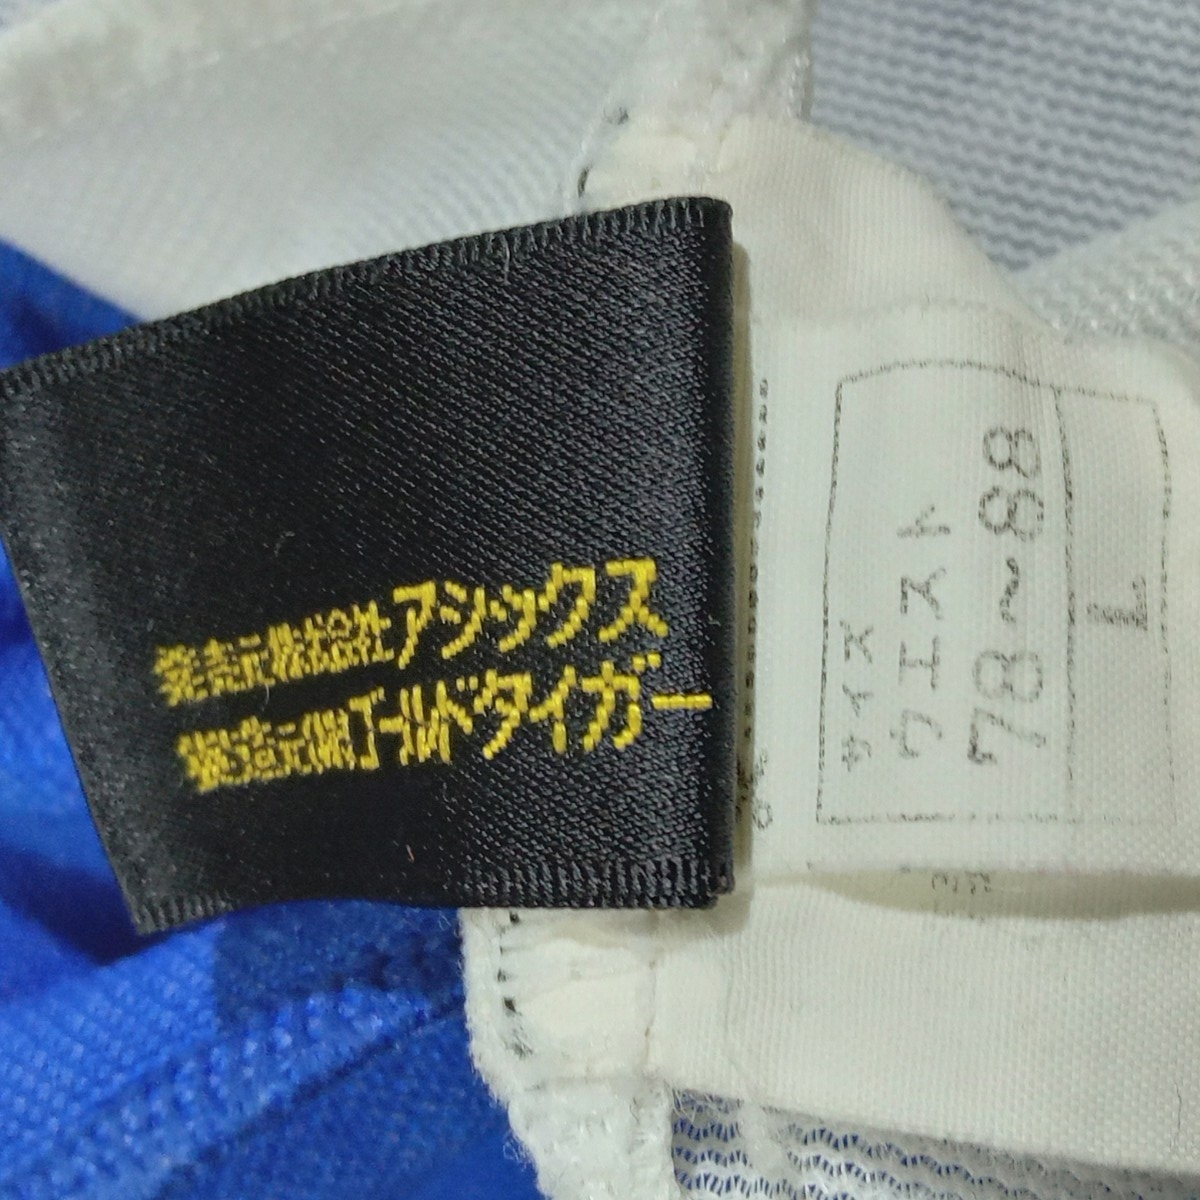 発売元株式会社アシックス
製造元(株)ゴールドタイガー
サイズ
ウエスト
78~88
L